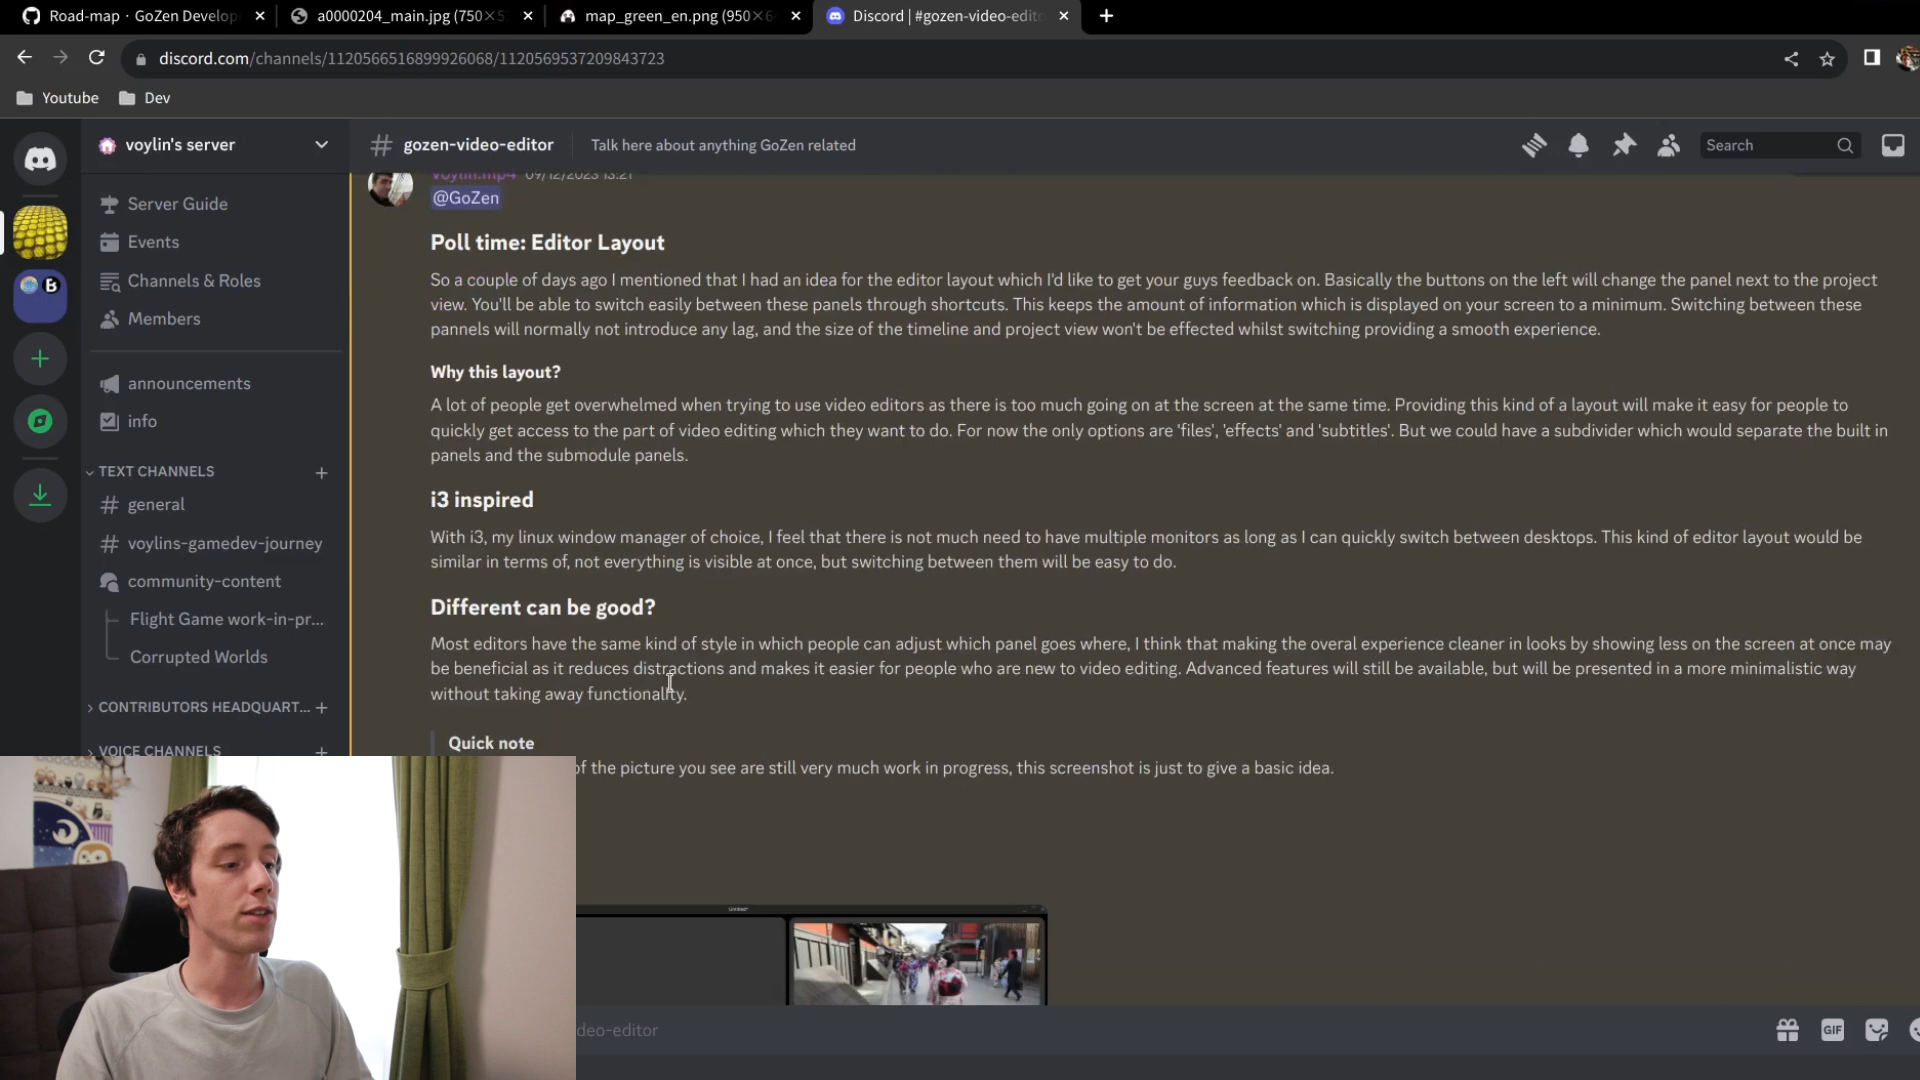 Road-map · GoZen Develop
a0000204_main.jpg (750×5
map_green_en.png (950×6
Discord | #gozen-video-edit
discord.com/channels/1120566516899926068/1120569537209843723
Youtube
Dev
voylin's server
gozen-video-editor
Talk here about anything GoZen related
Search
Server Guide
Events
Channels & Roles
Members
announcements
info
TEXT CHANNELS
general
voylins-gamedev-journey
community-content
Flight Game work-in-pr...
Corrupted Worlds
CONTRIBUTORS HEADQUART...
VOICE CHANNELS
voylin.mp4 09/12/2023 13:21
@GoZen
Poll time: Editor Layout
So a couple of days ago I mentioned that I had an idea for the editor layout which I'd like to get your guys feedback on. Basically the buttons on the left will change the panel next to the project
view. You'll be able to switch easily between these panels through shortcuts. This keeps the amount of information which is displayed on your screen to a minimum. Switching between these
pannels will normally not introduce any lag, and the size of the timeline and project view won't be effected whilst switching providing a smooth experience.
Why this layout?
A lot of people get overwhelmed when trying to use video editors as there is too much going on at the screen at the same time. Providing this kind of a layout will make it easy for people to
quickly get access to the part of video editing which they want to do. For now the only options are 'files', 'effects' and 'subtitles'. But we could have a subdivider which would separate the built in
panels and the submodule panels.
i3 inspired
With i3, my linux window manager of choice, I feel that there is not much need to have multiple monitors as long as I can quickly switch between desktops. This kind of editor layout would be
similar in terms of, not everything is visible at once, but switching between them will be easy to do.
Different can be good?
Most editors have the same kind of style in which people can adjust which panel goes where, I think that making the overal experience cleaner in looks by showing less on the screen at once may
be beneficial as it reduces distractions and makes it easier for people who are new to video editing. Advanced features will still be available, but will be presented in a more minimalistic way
without taking away functionality.
Quick note
of the picture you see are still very much work in progress, this screenshot is just to give a basic idea.
deo-editor
GIF